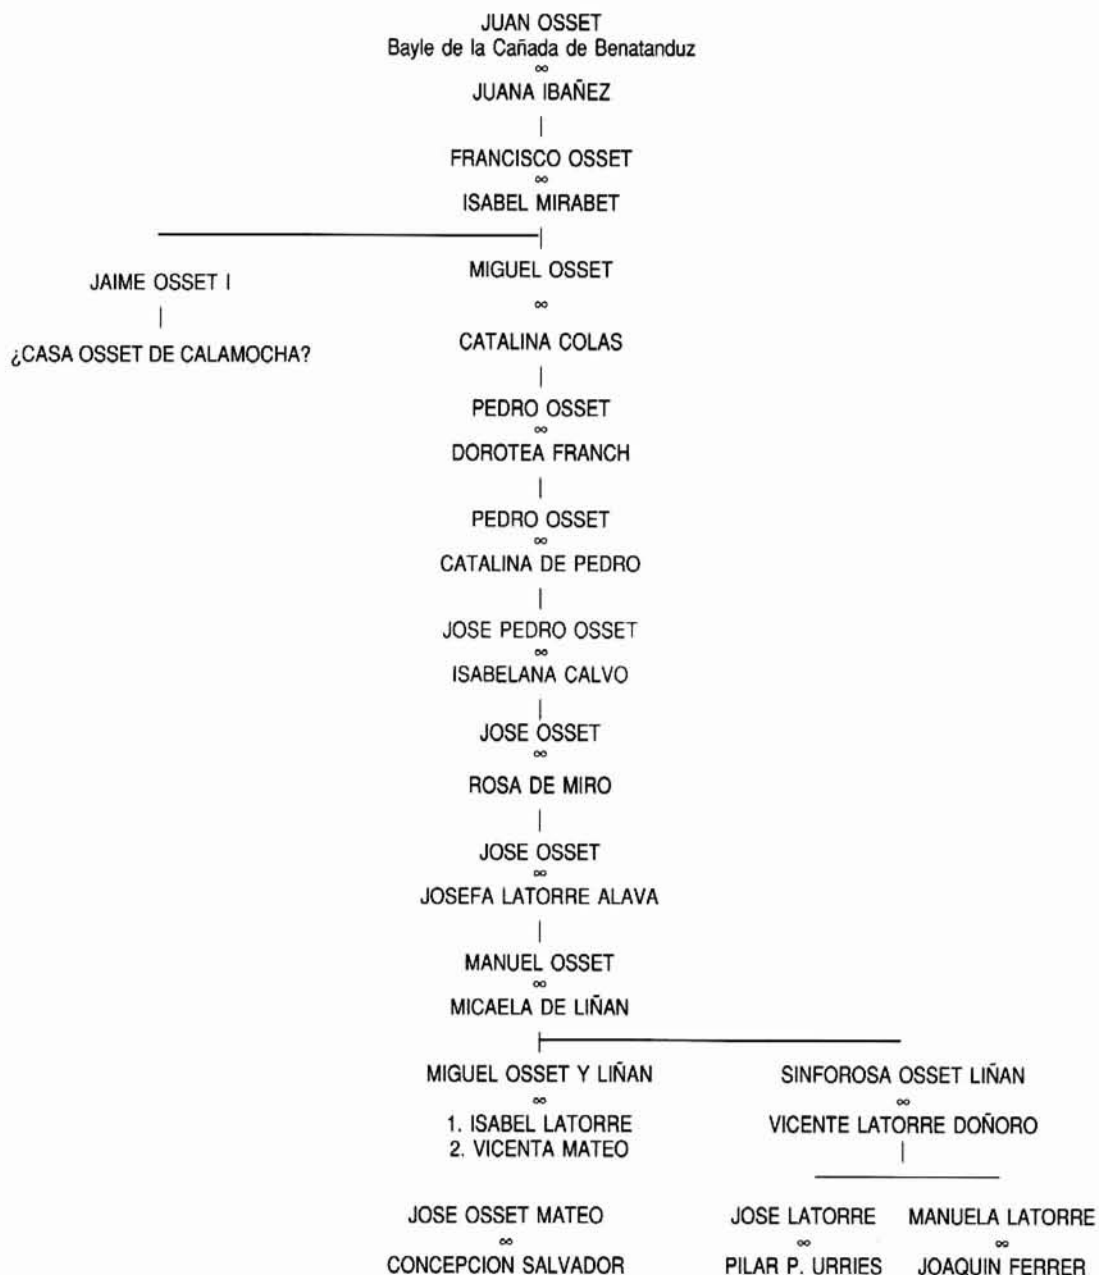 JUAN OSSET
Bayle de la Cañada de Benatanduz
∞
JUANA IBAÑEZ
FRANCISCO OSSET
∞
ISABEL MIRABET
JAIME OSSET I
¿CASA OSSET DE CALAMOCHA?
MIGUEL OSSET
∞
CATALINA COLAS
PEDRO OSSET
∞
DOROTEA FRANCH
PEDRO OSSET
∞
CATALINA DE PEDRO
JOSE PEDRO OSSET
∞
ISABELANA CALVO
JOSE OSSET
∞
ROSA DE MIRO
JOSE OSSET
∞
JOSEFA LATORRE ALAVA
MANUEL OSSET
∞
MICAELA DE LIÑAN
MIGUEL OSSET Y LIÑAN
∞
1. ISABEL LATORRE
2. VICENTA MATEO
SINFOROSA OSSET LIÑAN
∞
VICENTE LATORRE DOÑORO
JOSE OSSET MATEO
∞
CONCEPCION SALVADOR
JOSE LATORRE
∞
PILAR P. URRIES
MANUELA LATORRE
∞
JOAQUIN FERRER